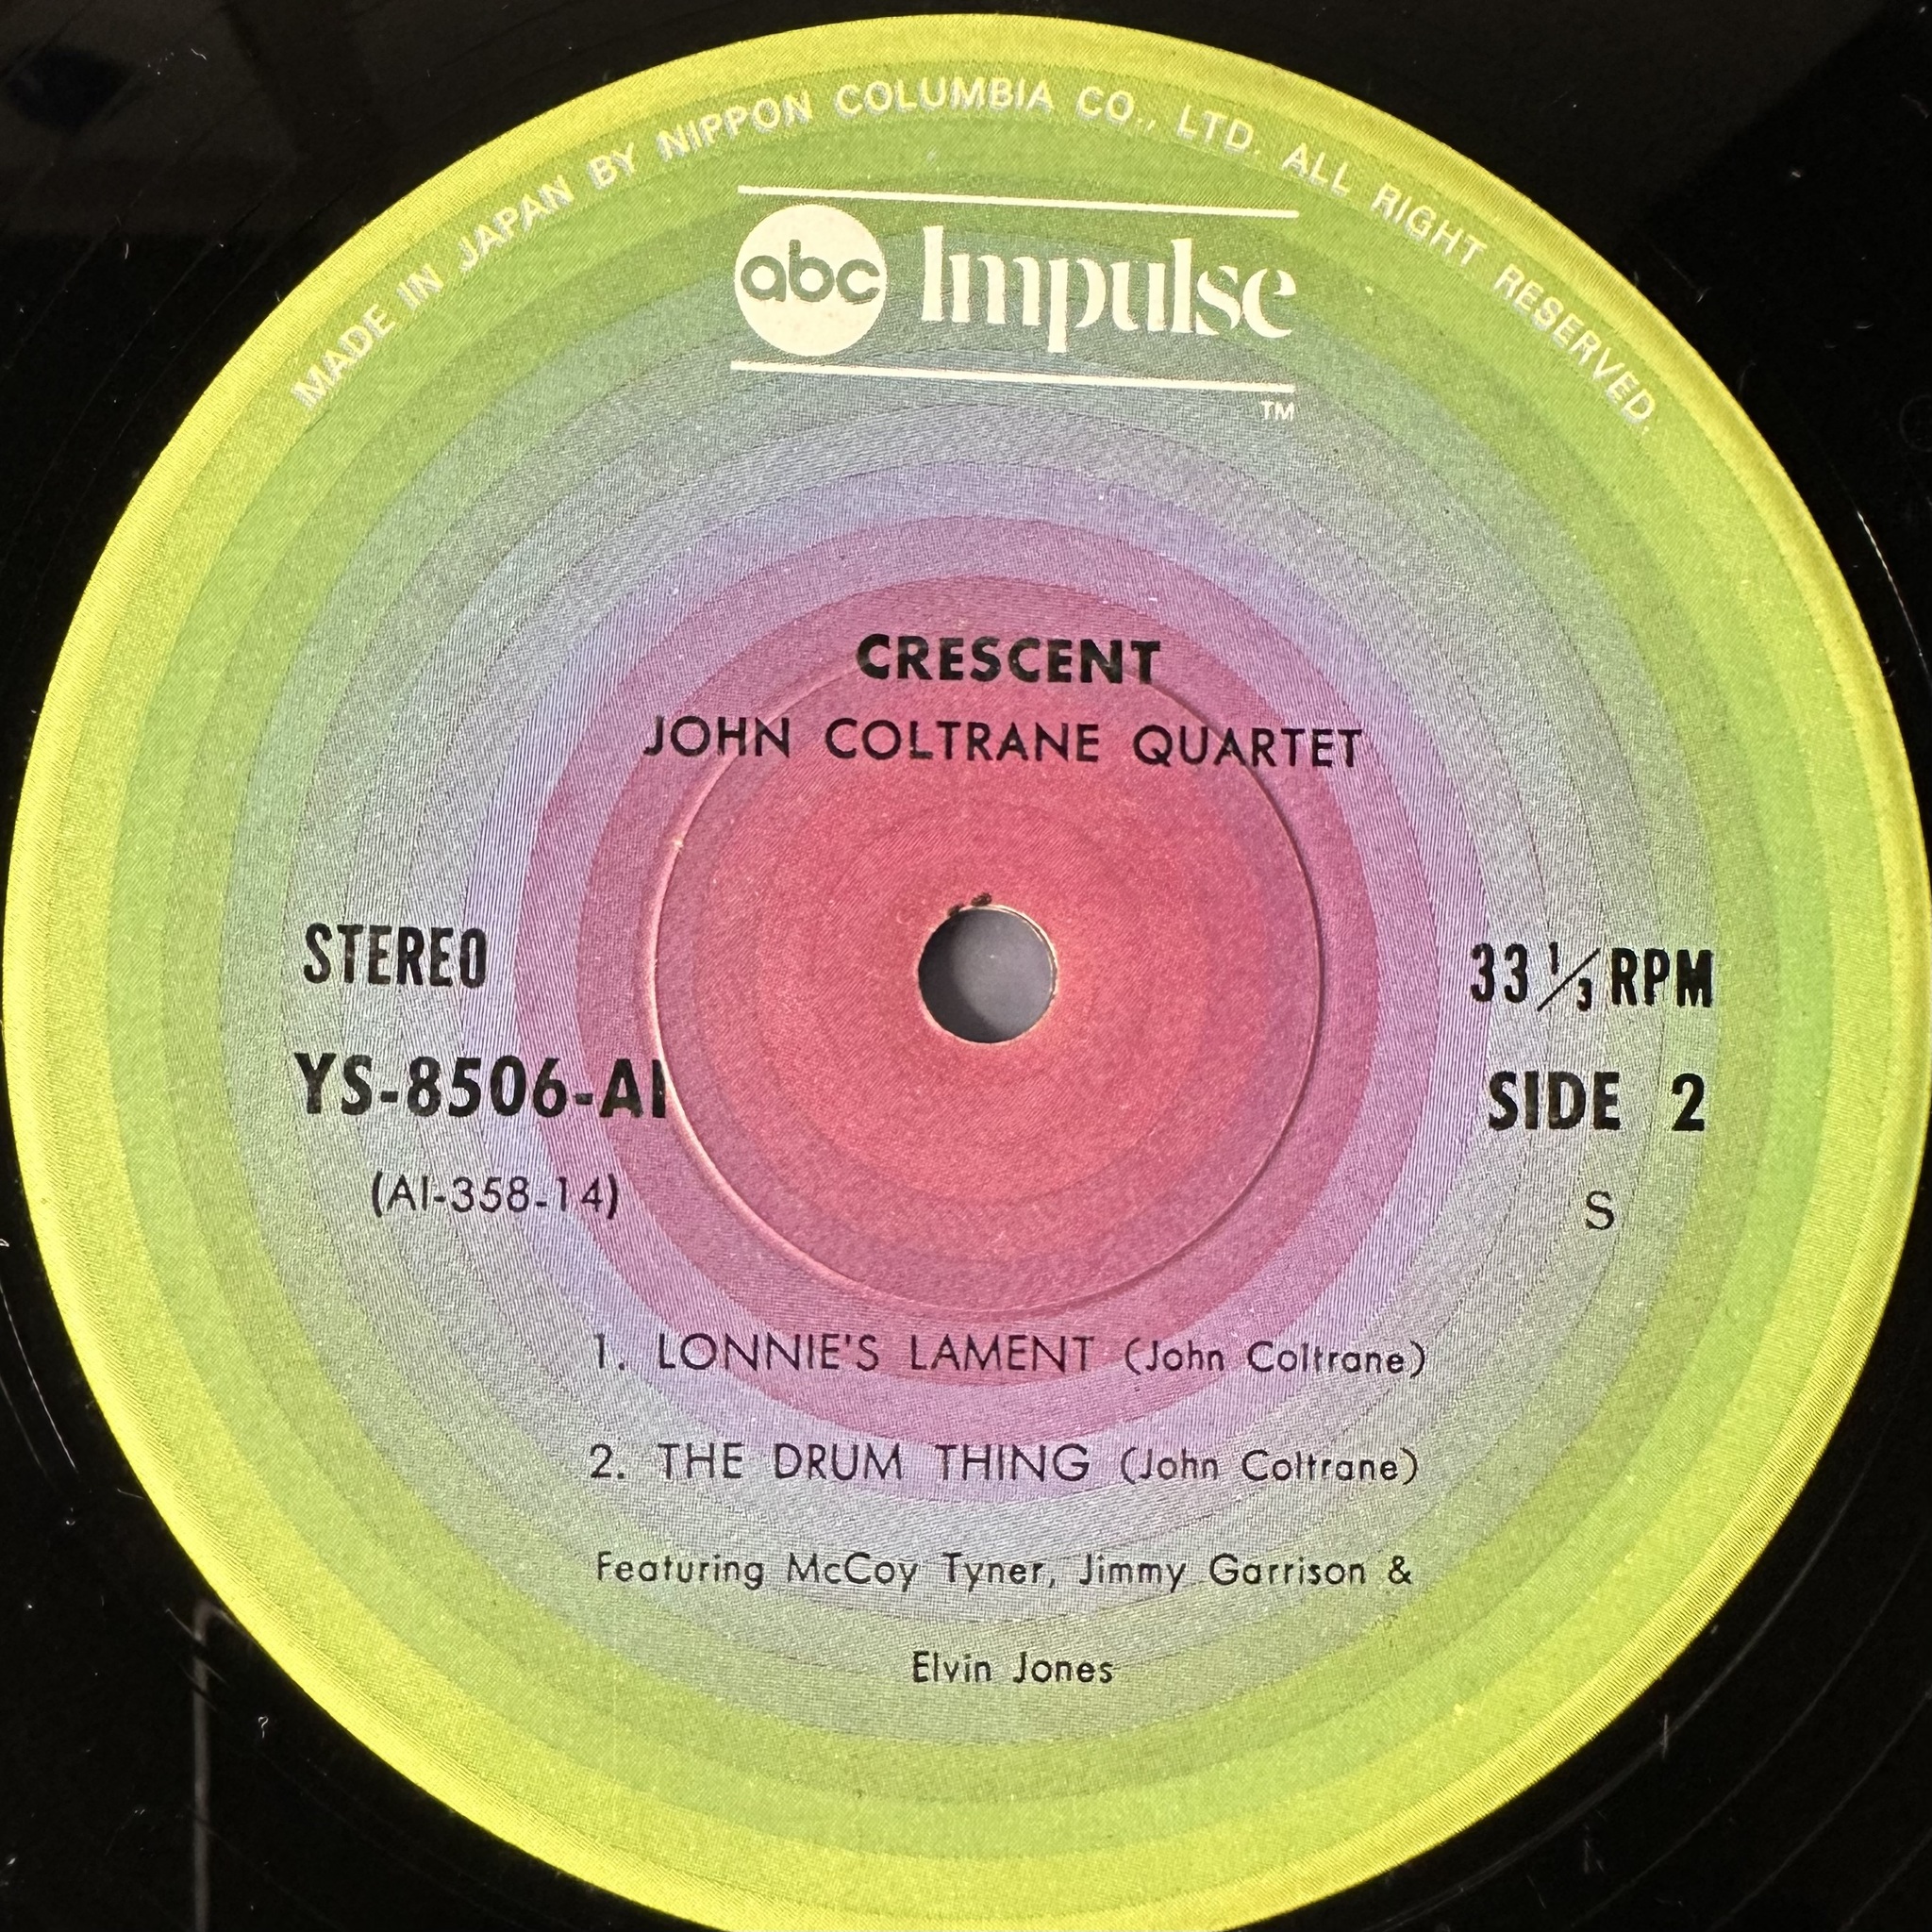 MADE IN JAPAN BY NIPPON COLUMBIA CO., LTD. ALL RIGHT RESERVED.
abc Impulse
TM
CRESCENT
JOHN COLTRANE QUARTET
STEREO
33 1/3 RPM
YS-8506-AI
SIDE 2
(AI-358-14)
S
1. LONNIE'S LAMENT (John Coltrane)
2. THE DRUM THING (John Coltrane)
Featuring McCoy Tyner, Jimmy Garrison &
Elvin Jones